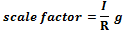 scale factor = I/R g